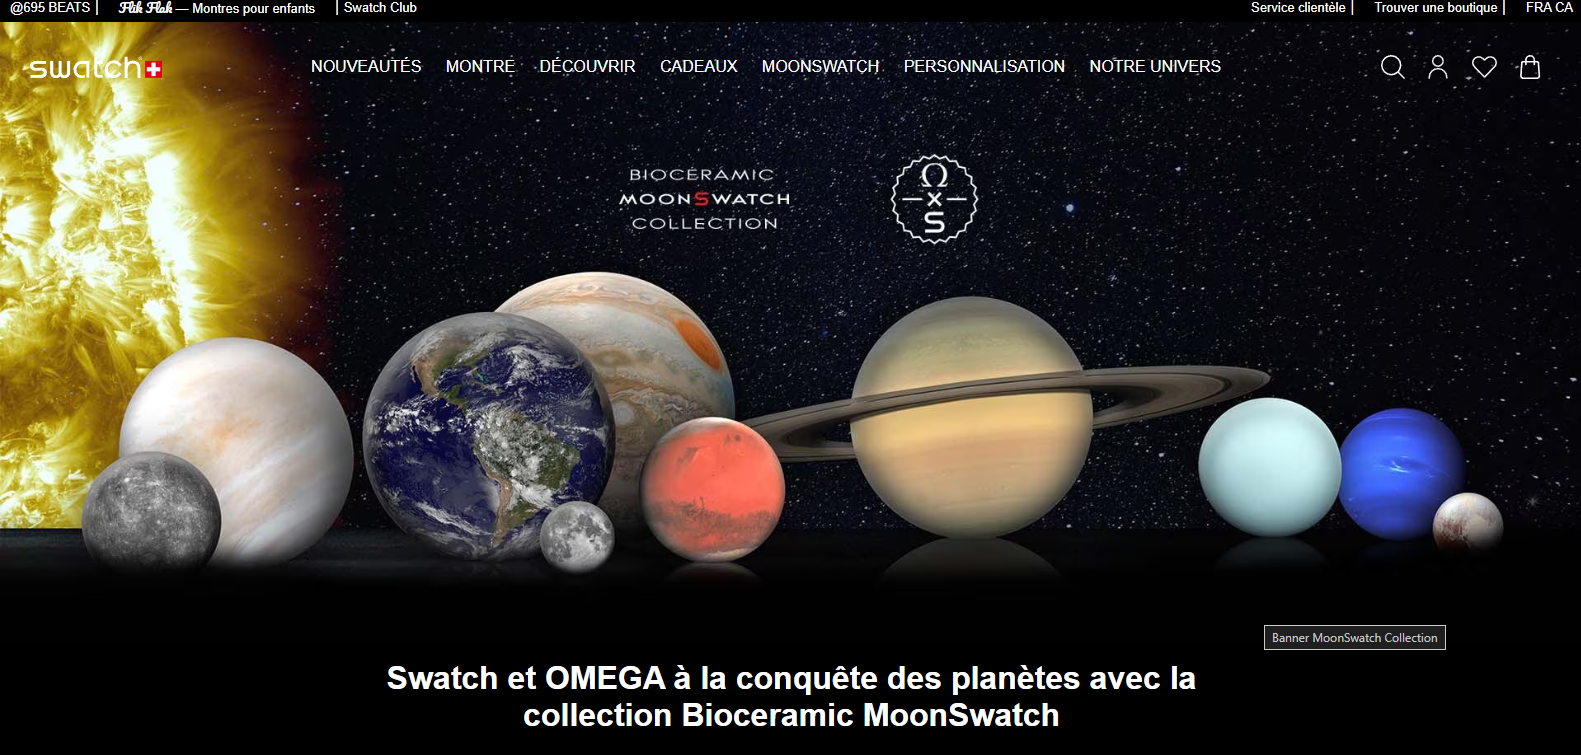 @695 BEATS | Flik Flak — Montres pour enfants | Swatch Club
Service clientèle | Trouver une boutique | FRA CA
swatch
NOUVEAUTÉS MONTRE DÉCOUVRIR CADEAUX MOONSWATCH PERSONNALISATION NOTRE UNIVERS
BIOCERAMIC
MOONSWATCH
COLLECTION
Ω
x
S
Banner MoonSwatch Collection
Swatch et OMEGA à la conquête des planètes avec la
collection Bioceramic MoonSwatch